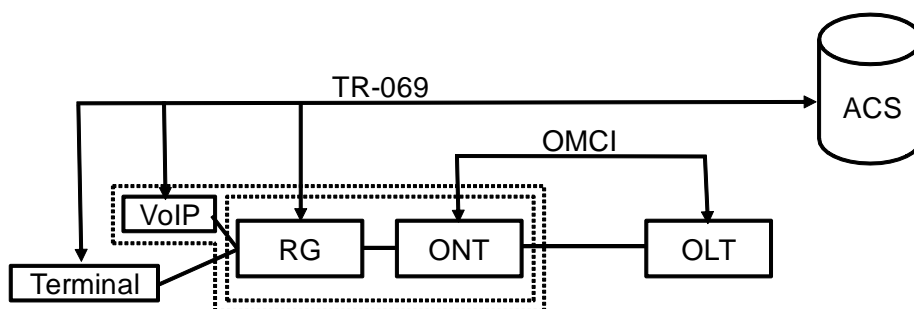 TR-069
ACS
OMCI
VoIP
RG
ONT
OLT
Terminal